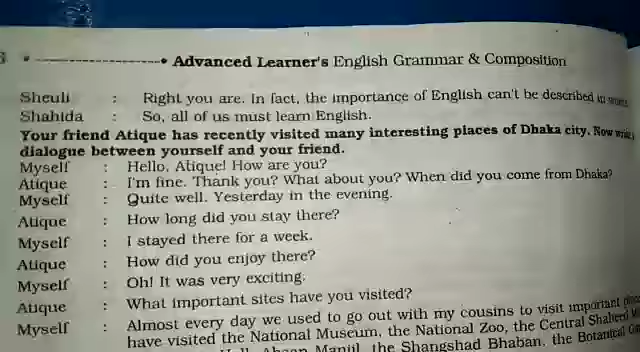 Advanced Learner's English Grammar & Composition
Sheuli : Right you are. In fact, the importance of English can't be described in
Shahida : So, all of us must learn English.
Your friend Atique has recently visited many interesting places of Dhaka city. Now write
dialogue between yourself and your friend.
Myself : Hello, Atique! How are you?
Atique : I'm fine. Thank you? What about you? When did you come from Dhaka?
Myself : Quite well. Yesterday in the evening.
Atique : How long did you stay there?
Myself : I stayed there for a week.
Atique : How did you enjoy there?
Myself : Oh! It was very exciting.
Atique : What important sites have you visited?
Myself : Almost every day we used to go out with my cousins to visit important
have visited the National Museum, the National Zoo, the Central Shaheed
Ahsan Manjil, the Shangshad Bhaban, the Botanical